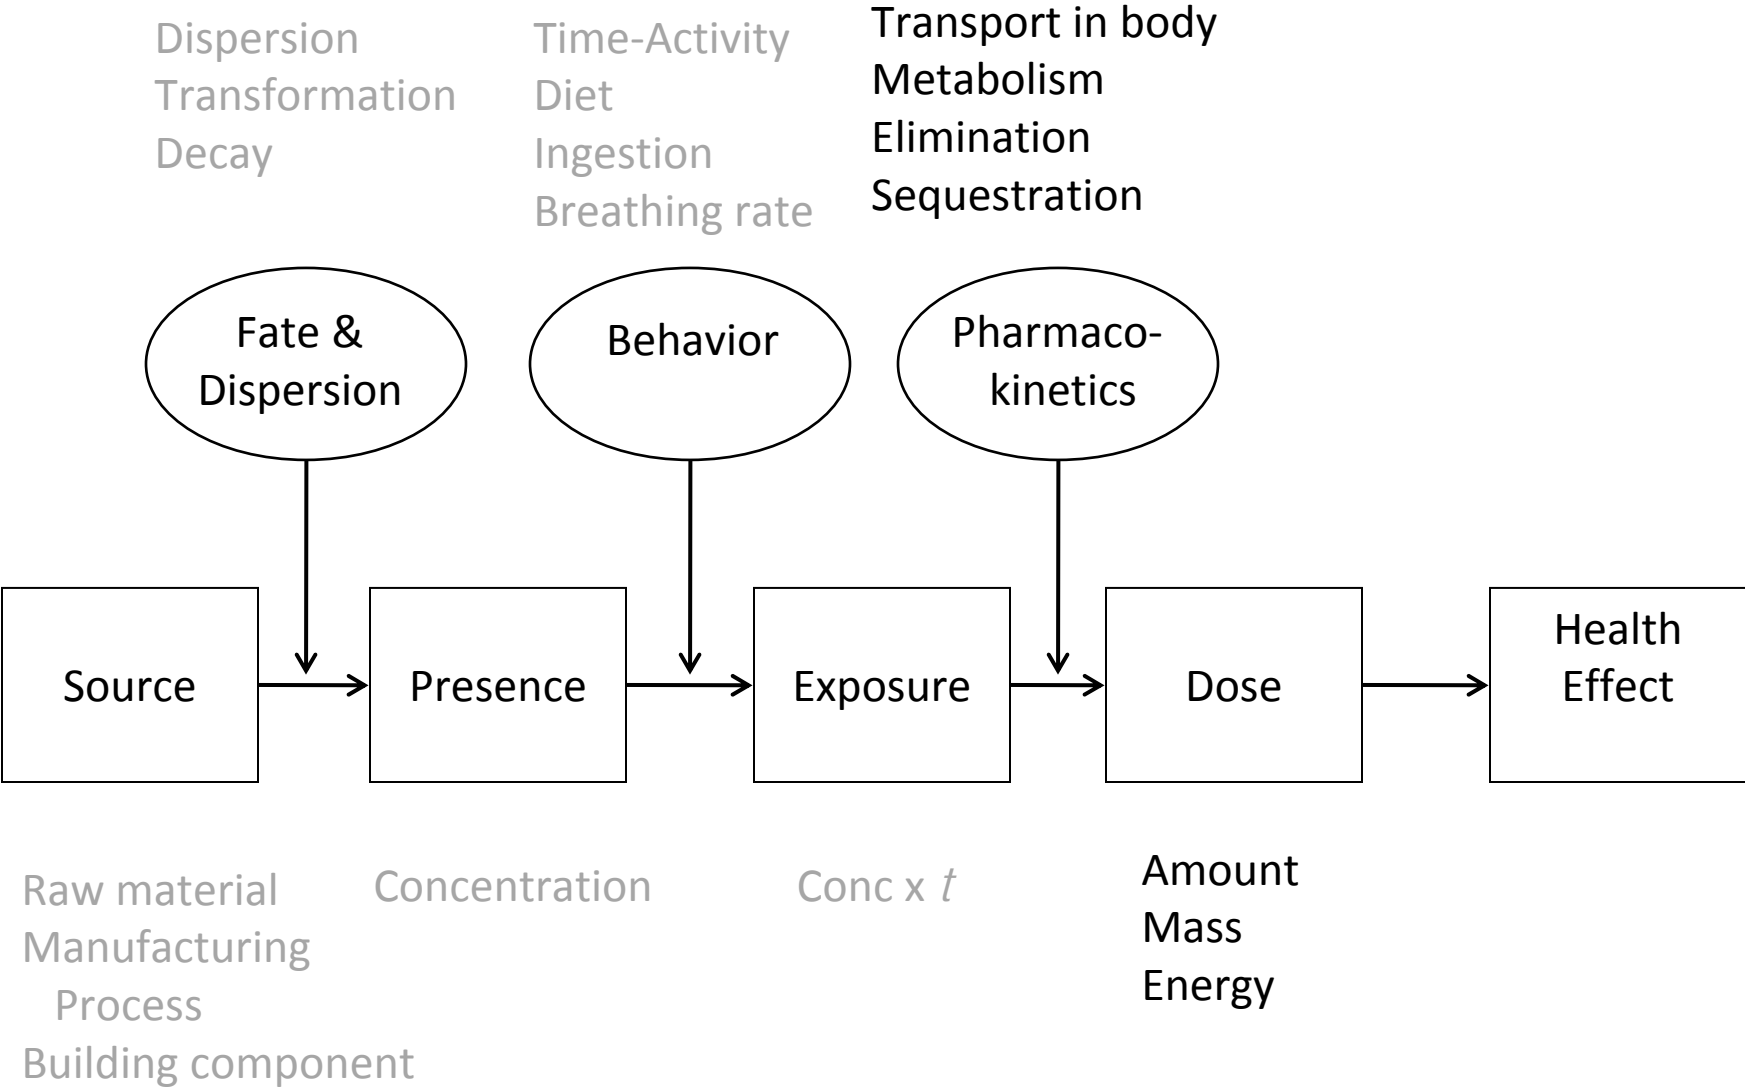 Dispersion
Transformation
Decay
Time-Activity
Diet
Ingestion
Breathing rate
Transport in body
Metabolism
Elimination
Sequestration
Fate &
Dispersion
Behavior
Pharmaco-
kinetics
Source
Presence
Exposure
Dose
Health
Effect
Raw material
Manufacturing
Process
Building component
Concentration
Conc x t
Amount
Mass
Energy